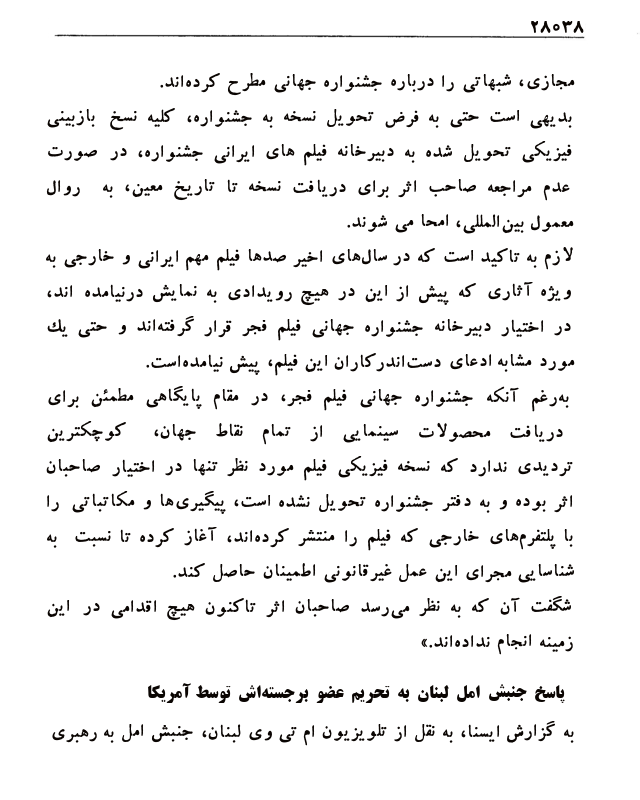 ۲۸۰۳۸
مجازی، شبهاتی را درباره جشنواره جهانی مطرح کرده‌اند.
بدیهی است حتی به فرض تحویل نسخه به جشنواره، کلیه نسخ بازبینی
فیزیکی تحویل شده به دبیرخانه فیلم های ایرانی جشنواره، در صورت
عدم مراجعه صاحب اثر برای دریافت نسخه تا تاریخ معین، به روال
معمول بین‌المللی، امحا می شوند.
لازم به تاکید است که در سال‌های اخیر صدها فیلم مهم ایرانی و خارجی به
ویژه آثاری که پیش از این در هیچ رویدادی به نمایش درنیامده اند،
در اختیار دبیرخانه جشنواره جهانی فیلم فجر قرار گرفته‌اند و حتی یك
مورد مشابه ادعای دست‌اندرکاران این فیلم، پیش نیامده‌است.
به‌رغم آنکه جشنواره جهانی فیلم فجر، در مقام پایگاهی مطمئن برای
دریافت محصولات سینمایی از تمام نقاط جهان، کوچکترین
تردیدی ندارد که نسخه فیزیکی فیلم مورد نظر تنها در اختیار صاحبان
اثر بوده و به دفتر جشنواره تحویل نشده است، پیگیری‌ها و مکاتباتی را
با پلتفرم‌های خارجی که فیلم را منتشر کرده‌اند، آغاز کرده تا نسبت به
شناسایی مجرای این عمل غیرقانونی اطمینان حاصل کند.
شگفت آن که به نظر می‌رسد صاحبان اثر تاکنون هیچ اقدامی در این
زمینه انجام نداده‌اند.»
پاسخ جنبش امل لبنان به تحریم عضو برجسته‌اش توسط آمریکا
به گزارش ایسنا، به نقل از تلویزیون ام تی وی لبنان، جنبش امل به رهبری